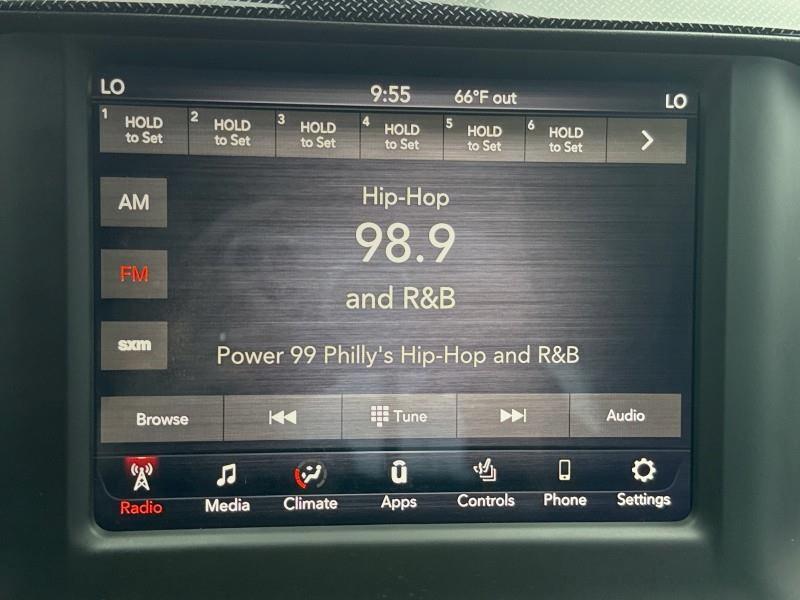 LO 9:55 66°F out LO
1 HOLD to Set 2 HOLD to Set 3 HOLD to Set 4 HOLD to Set 5 HOLD to Set 6 HOLD to Set
AM
Hip-Hop
98.9
FM
and R&B
sxm
Power 99 Philly's Hip-Hop and R&B
Browse Tune Audio
Radio Media Climate Apps Controls Phone Settings